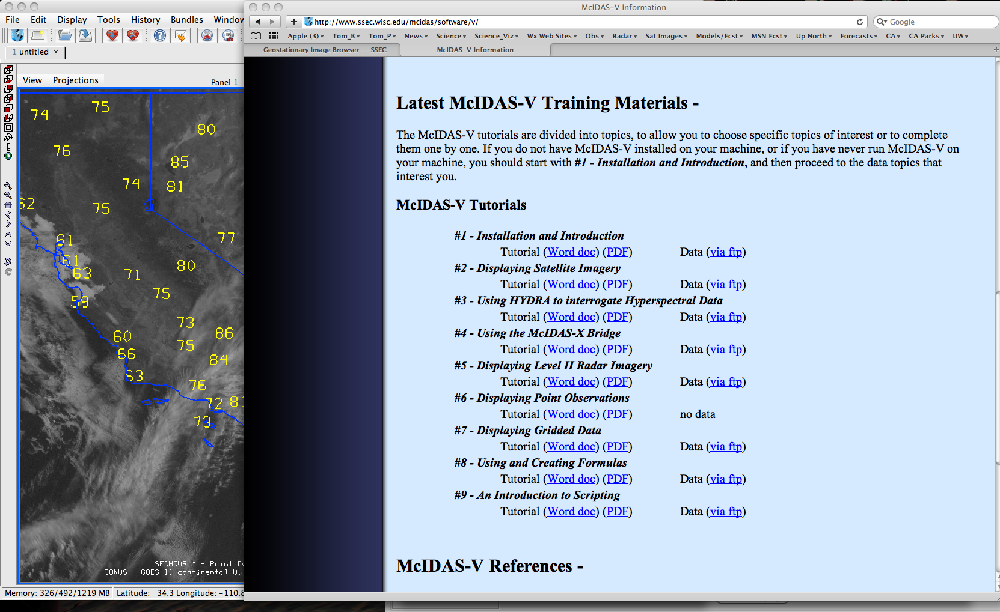 File Edit Display Tools History Bundles Window
1 untitled ×
View Projections Panel 1
74
75
80
76
85
74
81
62
75
77
61
61
63
80
71
75
59
73
60
86
66
75
84
63
76
72
81
73
SFCHOURLY - Point
CONUS - GOES-11 continental U.
Memory: 326/492/1219 MB Latitude: 34.3 Longitude: -110.8
McIDAS-V Information
http://www.ssec.wisc.edu/mcidas/software/v/
Google
Apple (3) Tom_B Tom_P News Science Science_Viz Wx Web Sites Obs Radar Sat Images Models/Fcst MSN Fcst Up North Forecasts CA CA Parks UW
Geostationary Image Browser -- SSEC McIDAS-V Information
Latest McIDAS-V Training Materials -
The McIDAS-V tutorials are divided into topics, to allow you to choose specific topics of interest or to complete
them one by one. If you do not have McIDAS-V installed on your machine, or if you have never run McIDAS-V on
your machine, you should start with #1 - Installation and Introduction, and then proceed to the data topics that
interest you.
McIDAS-V Tutorials
#1 - Installation and Introduction
Tutorial (Word doc) (PDF) Data (via ftp)
#2 - Displaying Satellite Imagery
Tutorial (Word doc) (PDF) Data (via ftp)
#3 - Using HYDRA to interrogate Hyperspectral Data
Tutorial (Word doc) (PDF) Data (via ftp)
#4 - Using the McIDAS-X Bridge
Tutorial (Word doc) (PDF) Data (via ftp)
#5 - Displaying Level II Radar Imagery
Tutorial (Word doc) (PDF) Data (via ftp)
#6 - Displaying Point Observations
Tutorial (Word doc) (PDF) no data
#7 - Displaying Gridded Data
Tutorial (Word doc) (PDF) Data (via ftp)
#8 - Using and Creating Formulas
Tutorial (Word doc) (PDF) Data (via ftp)
#9 - An Introduction to Scripting
Tutorial (Word doc) (PDF) Data (via ftp)
McIDAS-V References -